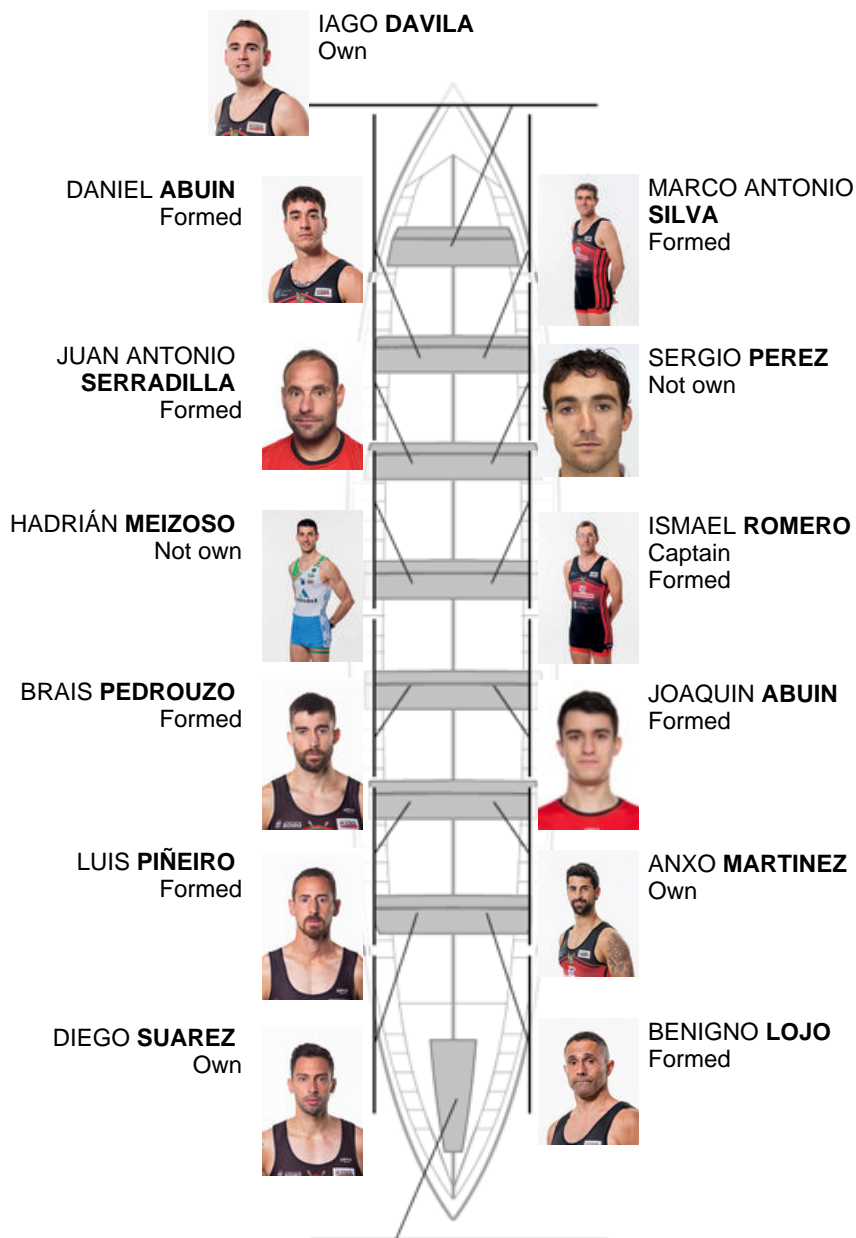 IAGO DAVILA
Own
DANIEL ABUIN
Formed
MARCO ANTONIO
SILVA
Formed
JUAN ANTONIO
SERRADILLA
Formed
SERGIO PEREZ
Not own
HADRIÁN MEIZOSO
Not own
ISMAEL ROMERO
Captain
Formed
BRAIS PEDROUZO
Formed
JOAQUIN ABUIN
Formed
LUIS PIÑEIRO
Formed
ANXO MARTINEZ
Own
DIEGO SUAREZ
Own
BENIGNO LOJO
Formed